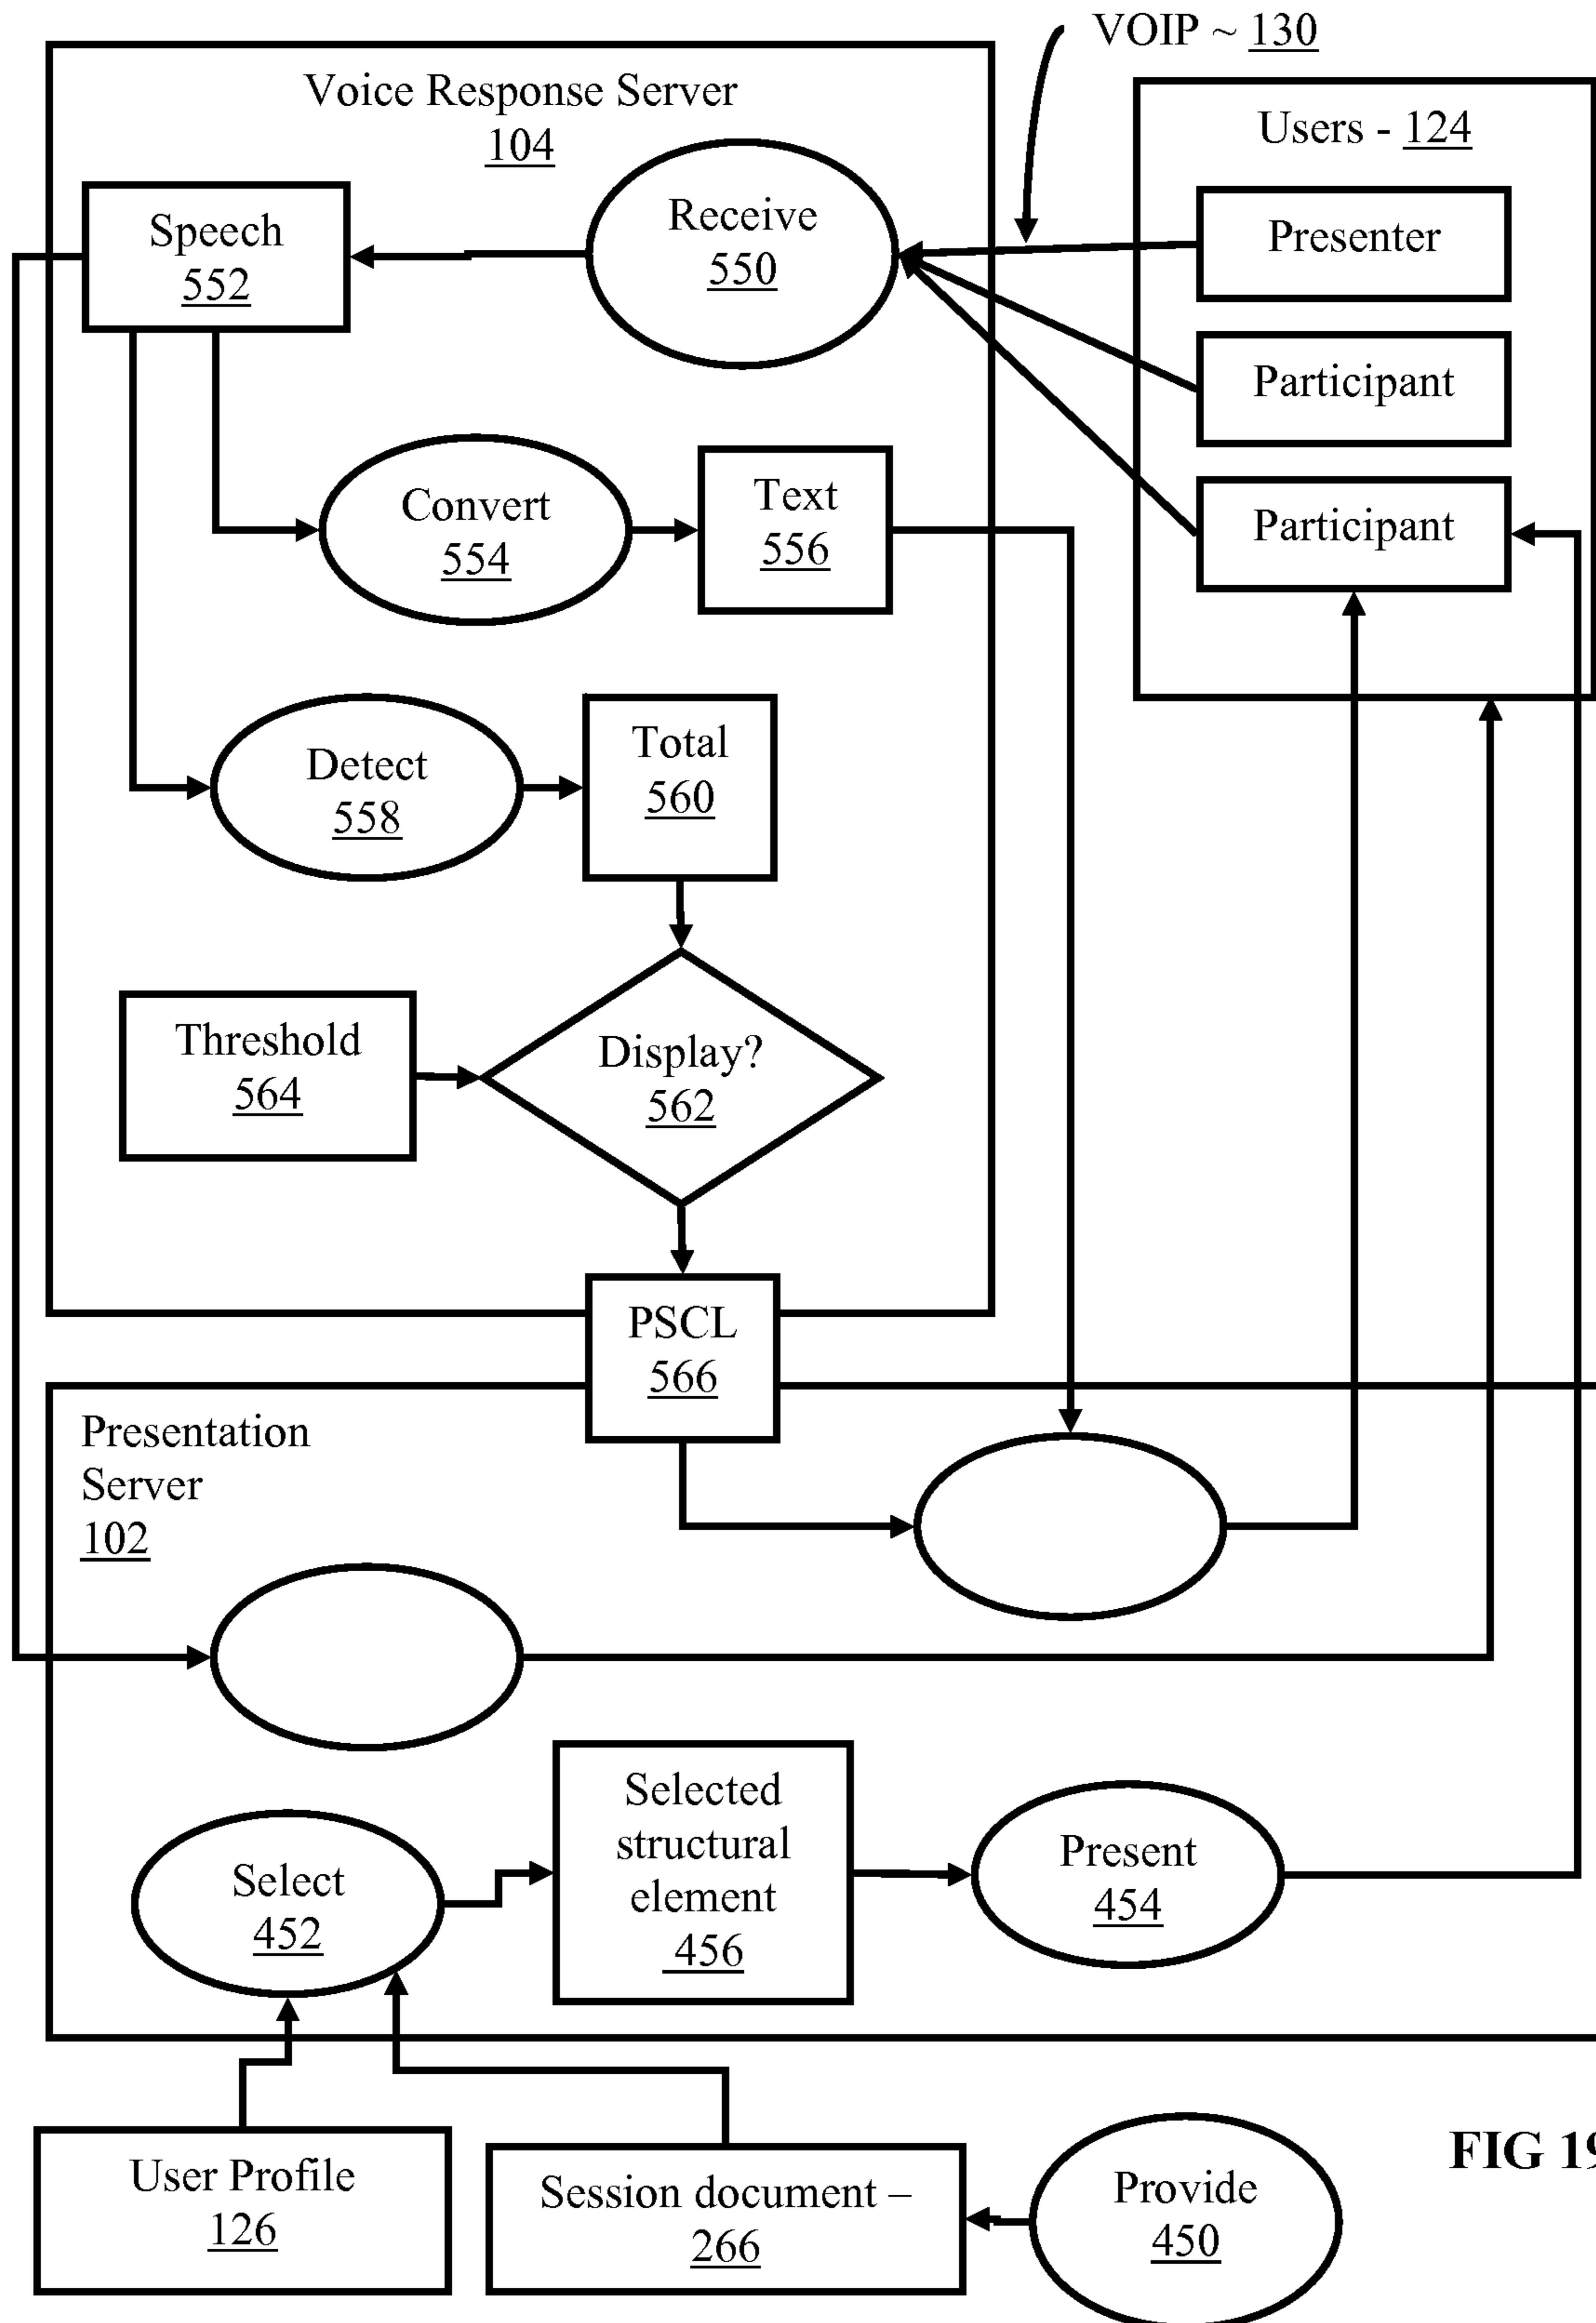 VOIP ~ 130
Voice Response Server
104
Users - 124
Speech
552
Receive
550
Presenter
Participant
Convert
554
Text
556
Participant
Detect
558
Total
560
Threshold
564
Display?
562
PSCL
566
Presentation
Server
102
Select
452
Selected
structural
element
456
Present
454
User Profile
126
Session document –
266
Provide
450
FIG 19